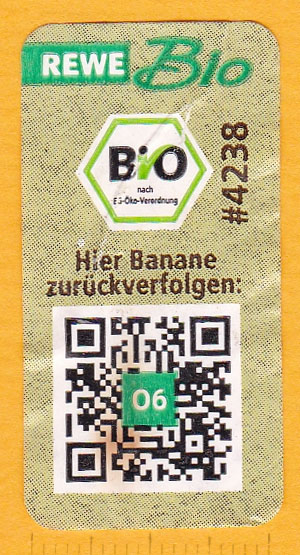 REWE Bio
BiO
nach
EG-Öko-Verordnung
#4238
Hier Banane
zurückverfolgen:
06